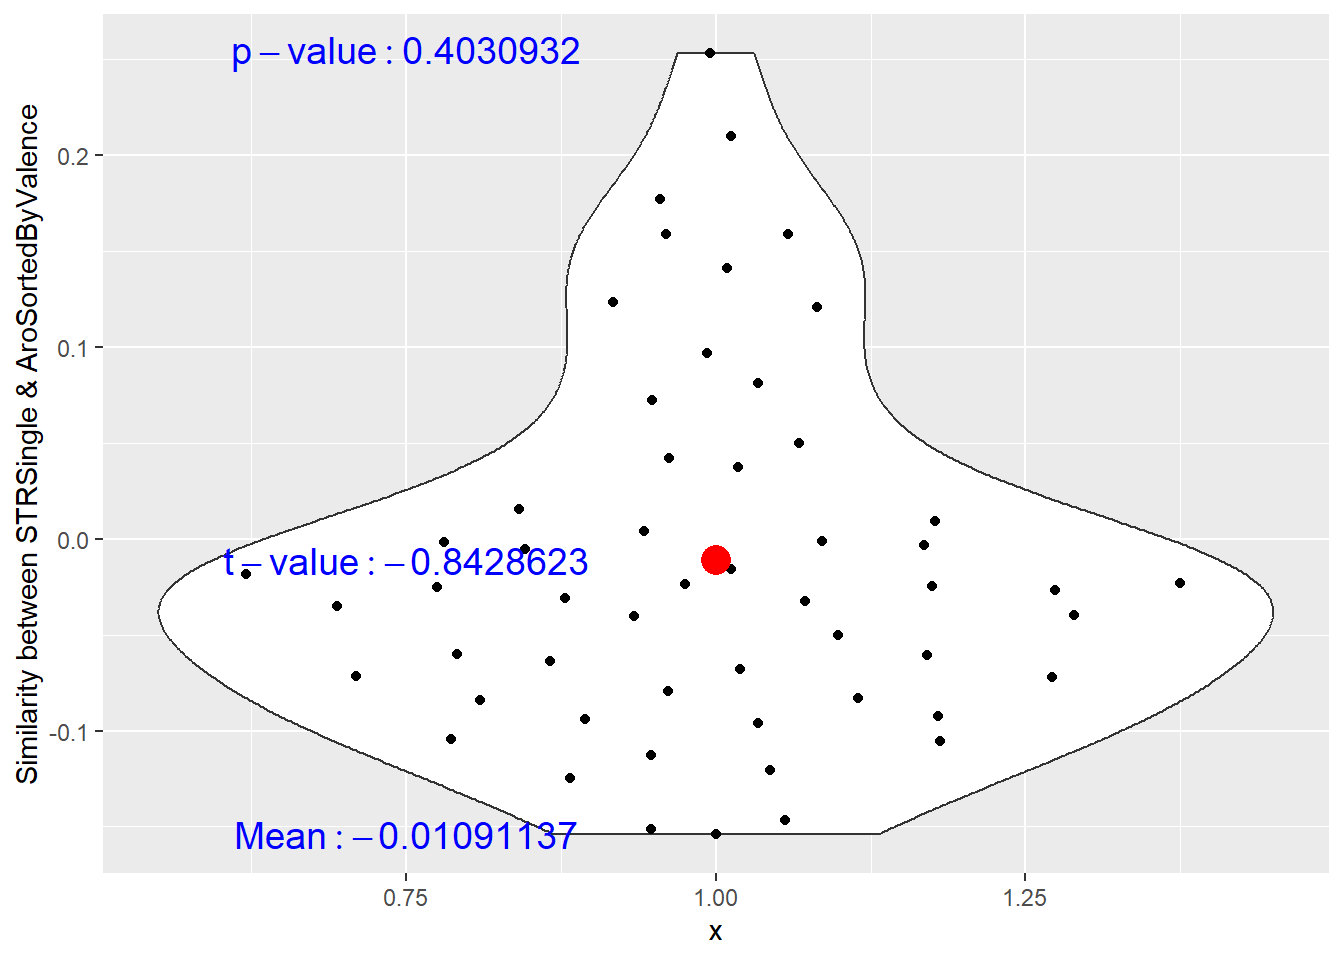 p – value : 0.4030932
0.2
0.1
0.0
t – value : – 0.8428623
-0.1
Mean : – 0.01091137
Similarity between STRSingle & AroSortedByValence
0.75 1.00 1.25
x